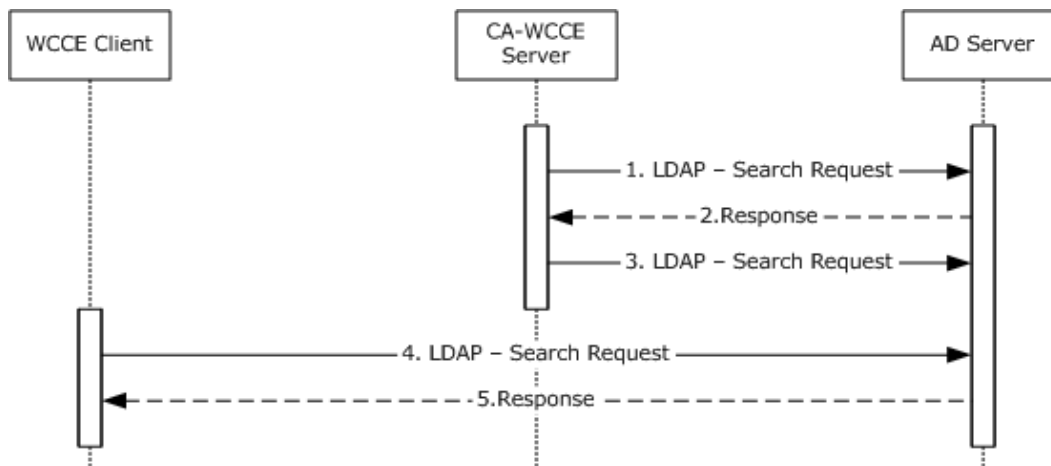 WCCE Client
CA-WCCE
Server
AD Server
1. LDAP – Search Request
2.Response
3. LDAP – Search Request
4. LDAP – Search Request
5.Response